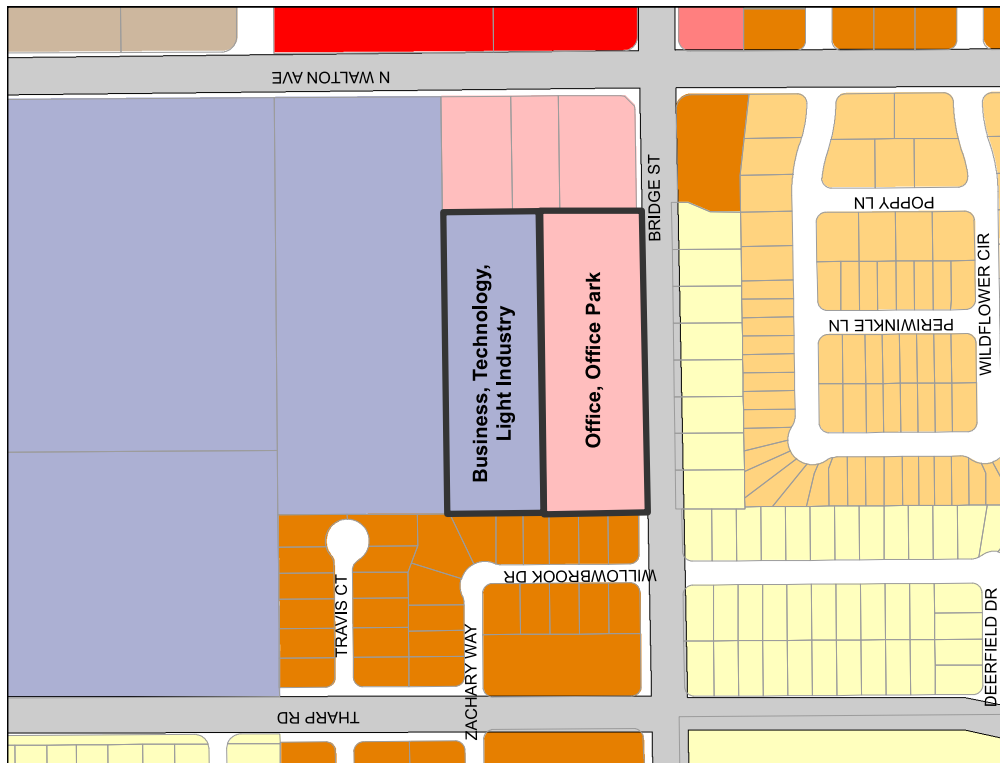 N WALTON AVE
BRIDGE ST
POPPY LN
PERIWINKLE LN
WILDFLOWER CIR
Business, Technology,
Light Industry
Office, Office Park
WILLOWBROOK DR
TRAVIS CT
ZACHARY WAY
DEERFIELD DR
THARP RD